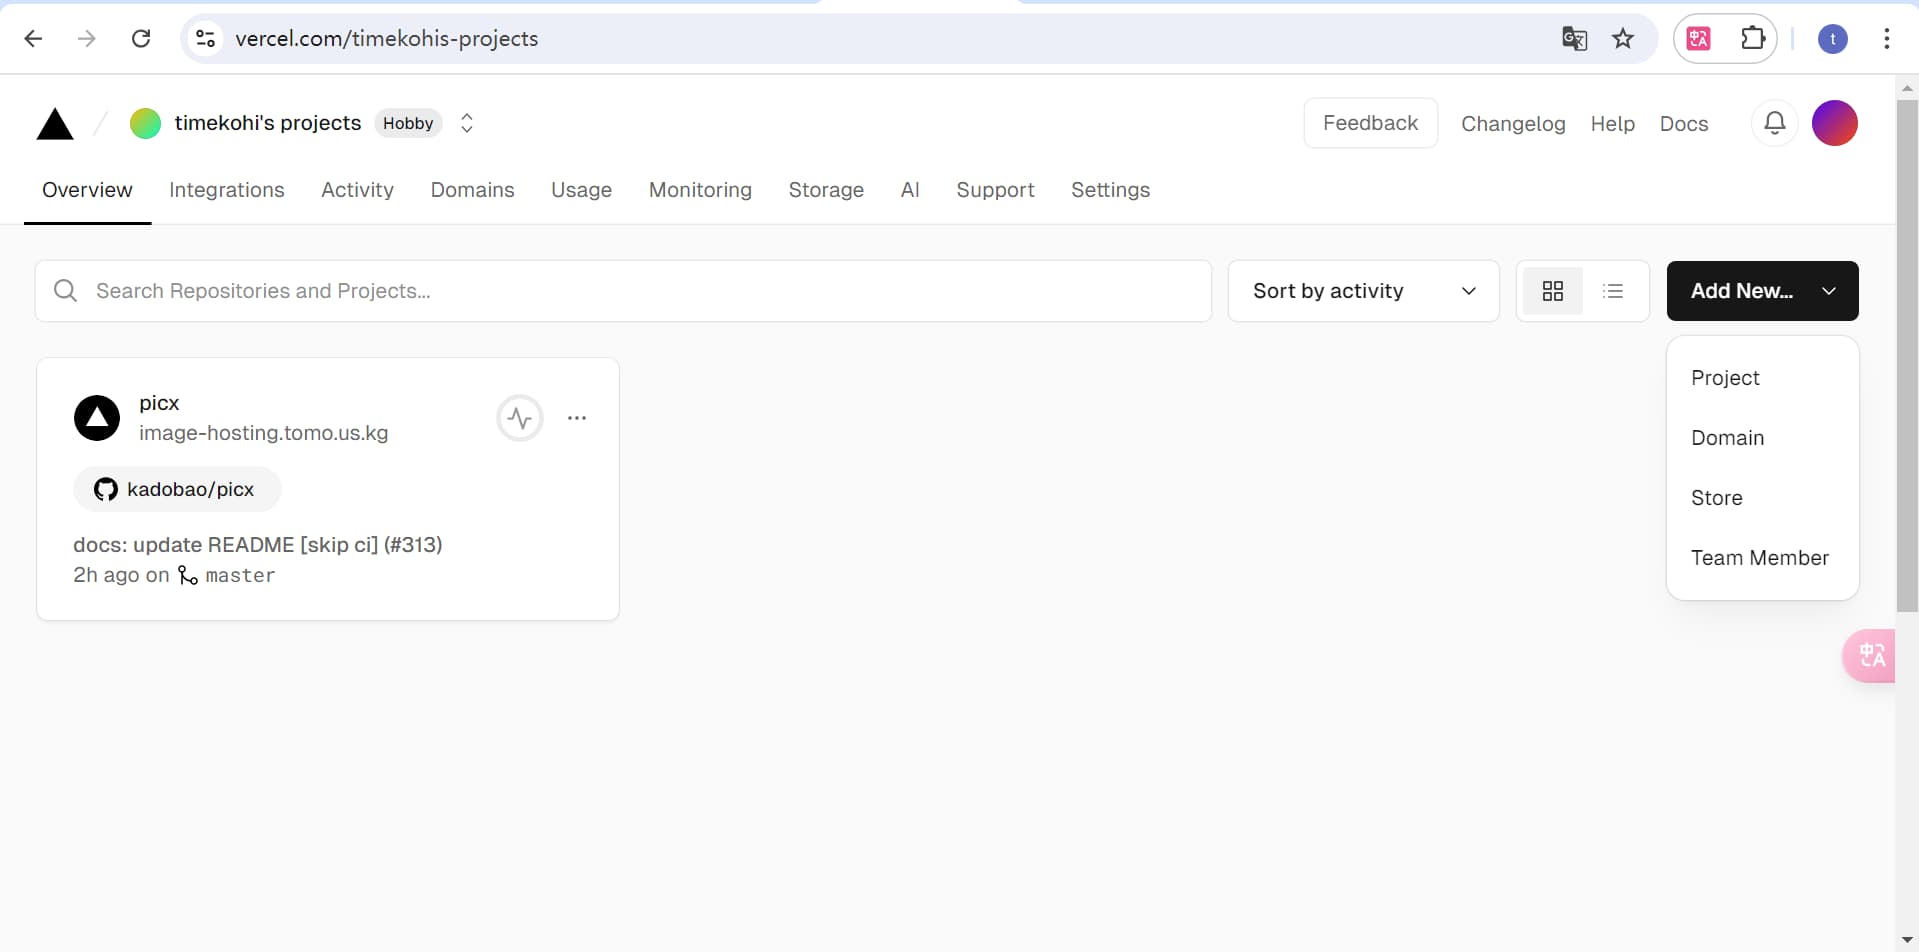 vercel.com/timekohis-projects
t
timekohi's projects Hobby
Feedback Changelog Help Docs
Overview Integrations Activity Domains Usage Monitoring Storage AI Support Settings
Search Repositories and Projects...
Sort by activity
Add New...
Project
Domain
Store
Team Member
picx
image-hosting.tomo.us.kg
kadobao/picx
docs: update README [skip ci] (#313)
2h ago on master
中A